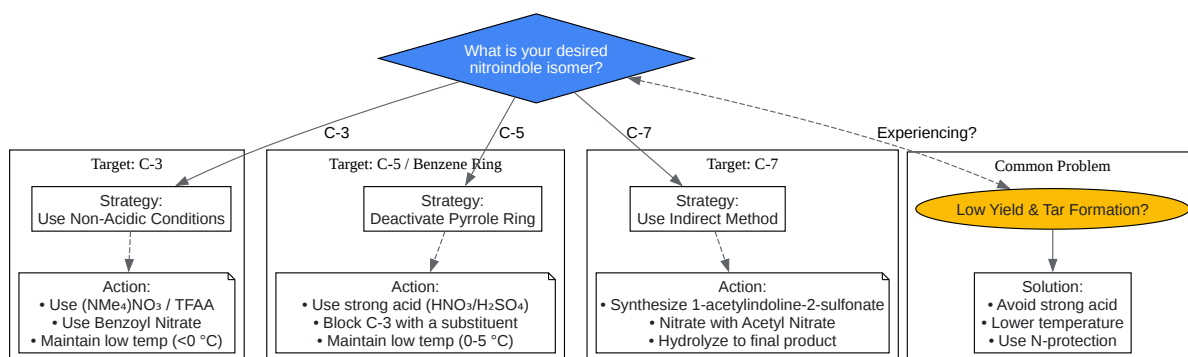 What is your desired
nitroindole isomer?
C-3
C-5
C-7
Experiencing?
Target: C-3
Strategy:
Use Non-Acidic Conditions
Action:
• Use (NMe₄)NO₃ / TFAA
• Use Benzoyl Nitrate
• Maintain low temp (<0 °C)
Target: C-5 / Benzene Ring
Strategy:
Deactivate Pyrrole Ring
Action:
• Use strong acid (HNO₃/H₂SO₄)
• Block C-3 with a substituent
• Maintain low temp (0-5 °C)
Target: C-7
Strategy:
Use Indirect Method
Action:
• Synthesize 1-acetylindoline-2-sulfonate
• Nitrate with Acetyl Nitrate
• Hydrolyze to final product
Common Problem
Low Yield & Tar Formation?
Solution:
• Avoid strong acid
• Lower temperature
• Use N-protection